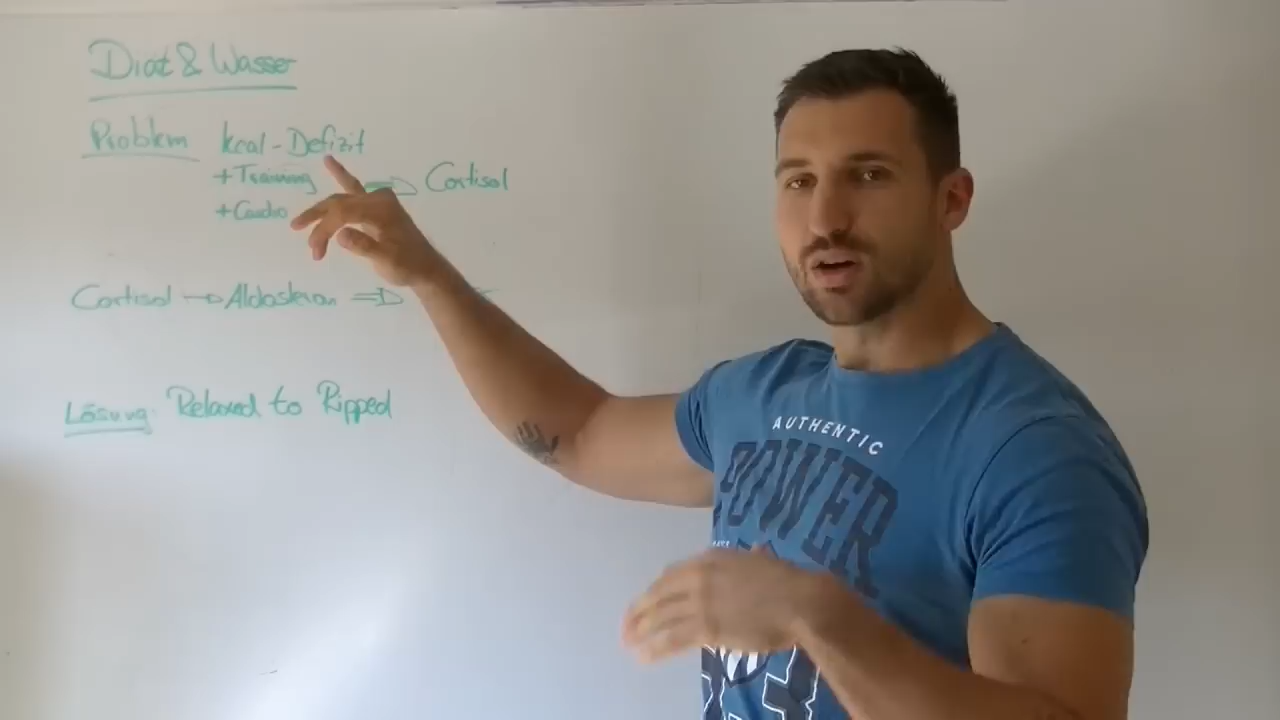 Diät & Wasser
Problem kcal - Defizit
+ Training ⇒ Cortisol
+ Cardio
Cortisol → Aldosteron ⇒
Lösung: Relaxed to Ripped
AUTHENTIC
POWER